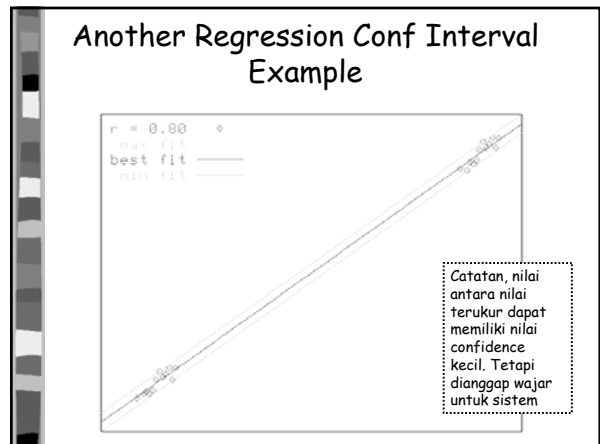 Another Regression Conf Interval
Example
r = 0.80
max fit
best fit
min fit
Catatan, nilai
antara nilai
terukur dapat
memiliki nilai
confidence
kecil. Tetapi
dianggap wajar
untuk sistem